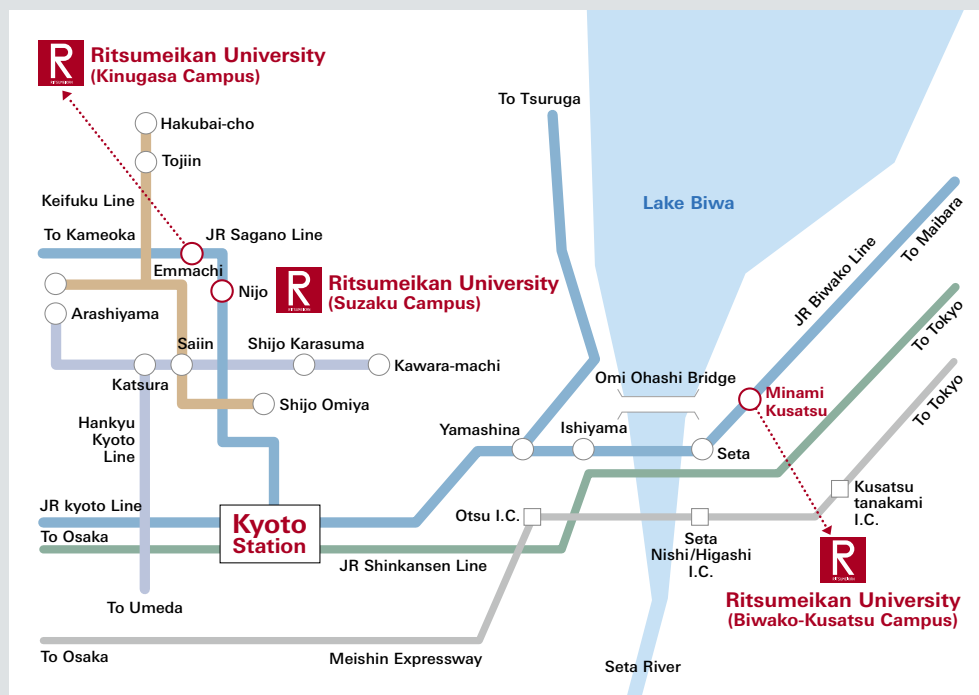 R
RITSUMEIKAN
Ritsumeikan University
(Kinugasa Campus)
To Tsuruga
Hakubai-cho
Tojiin
Keifuku Line
Lake Biwa
To Kameoka
JR Sagano Line
Emmachi
Nijo
R
RITSUMEIKAN
Ritsumeikan University
(Suzaku Campus)
JR Biwako Line
To Maibara
Arashiyama
Saiin
Shijo Karasuma
Kawara-machi
Katsura
Shijo Omiya
Omi Ohashi Bridge
Minami
Kusatsu
To Tokyo
To Tokyo
Hankyu
Kyoto
Line
Yamashina
Ishiyama
Seta
JR kyoto Line
To Osaka
Kyoto
Station
JR Shinkansen Line
Otsu I.C.
Seta
Nishi/Higashi
I.C.
Kusatsu
tanakami
I.C.
R
RITSUMEIKAN
Ritsumeikan University
(Biwako-Kusatsu Campus)
To Umeda
To Osaka
Meishin Expressway
Seta River